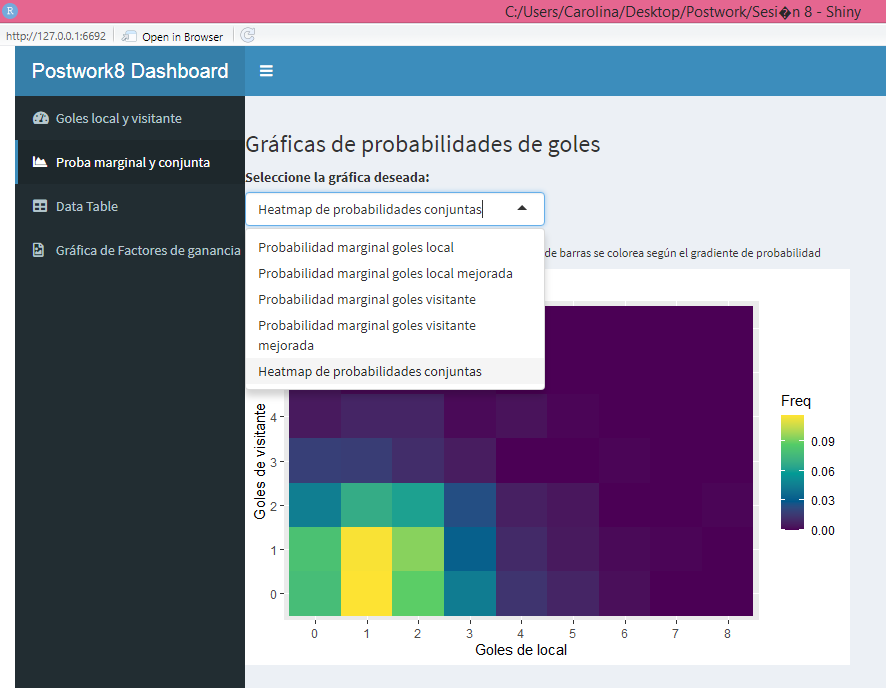 C:/Users/Carolina/Desktop/Postwork/Sesi�n 8 - Shiny
http://127.0.0.1:6692
Open in Browser
Postwork8 Dashboard
Goles local y visitante
Proba marginal y conjunta
Data Table
Gráfica de Factores de ganancia
Gráficas de probabilidades de goles
Seleccione la gráfica deseada:
Heatmap de probabilidades conjuntas
Probabilidad marginal goles local
Probabilidad marginal goles local mejorada
Probabilidad marginal goles visitante
Probabilidad marginal goles visitante
mejorada
Heatmap de probabilidades conjuntas
de barras se colorea según el gradiente de probabilidad
Goles de visitante
4
3
2
1
0
0 1 2 3 4 5 6 7 8
Goles de local
Freq
0.09
0.06
0.03
0.00